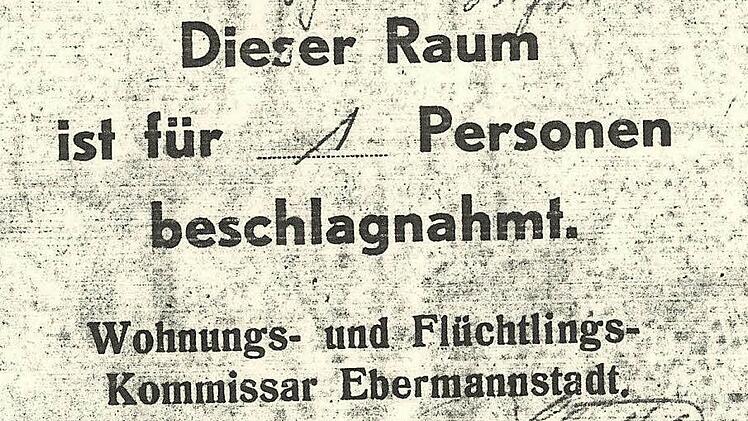 Dieser Raum
ist für 1 Personen
beschlagnahmt.
Wohnungs- und Flüchtlings-
Kommissar Ebermannstadt.